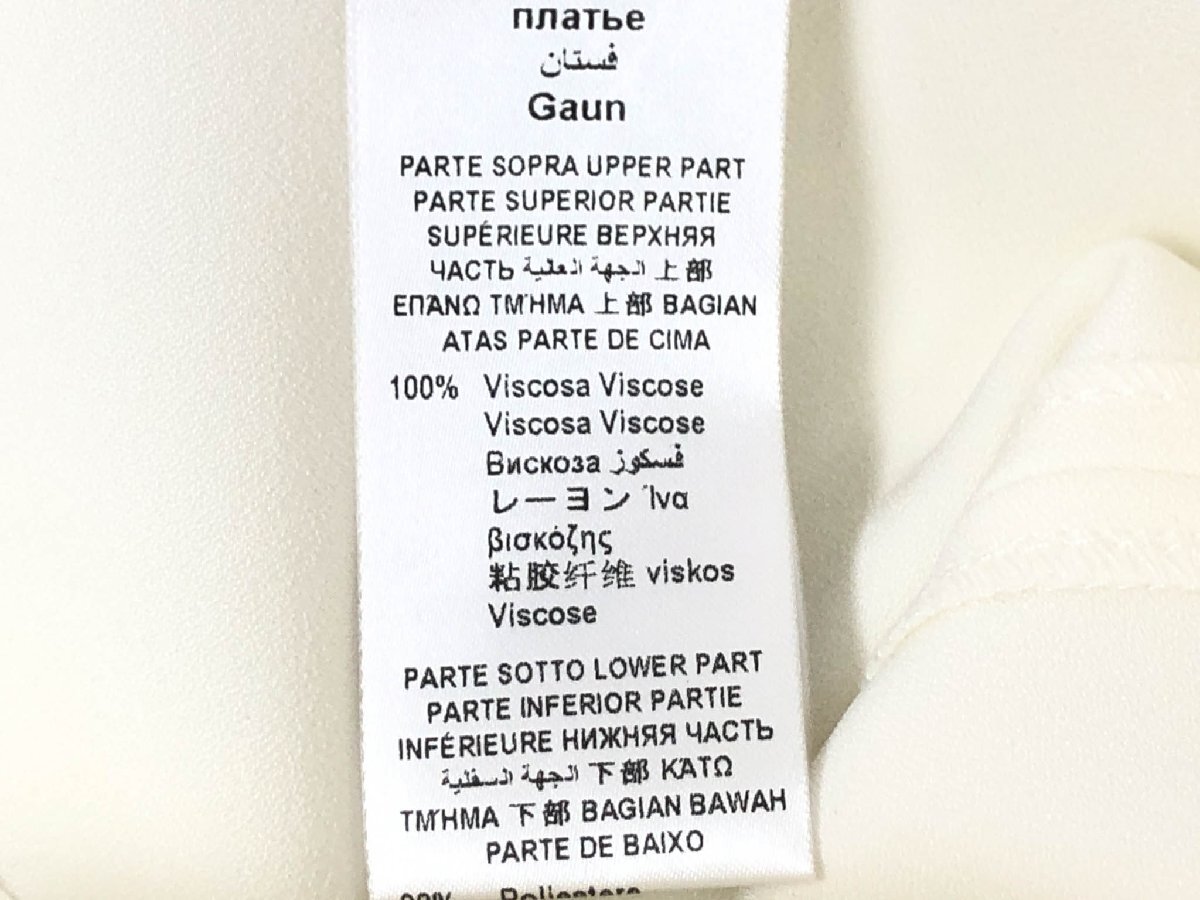 платье
فستان
Gaun
PARTE SOPRA UPPER PART
PARTE SUPERIOR PARTIE
SUPÉRIEURE ВЕРХНЯЯ
ЧАСТЬ الجهة العلية 上部
ΕΠΆΝΩ ΤΜΉΜΑ 上部 BAGIAN
ATAS PARTE DE CIMA
100% Viscosa Viscose
Viscosa Viscose
Вискоза فسكوز
レーヨン Ίνα
βισκόζης
粘胶纤维 viskos
Viscose
PARTE SOTTO LOWER PART
PARTE INFERIOR PARTIE
INFÉRIEURE НИЖНЯЯ ЧАСТЬ
الجهة السفلية 下部 ΚΆΤΩ
ΤΜΉΜΑ 下部 BAGIAN BAWAH
PARTE DE BAIXO